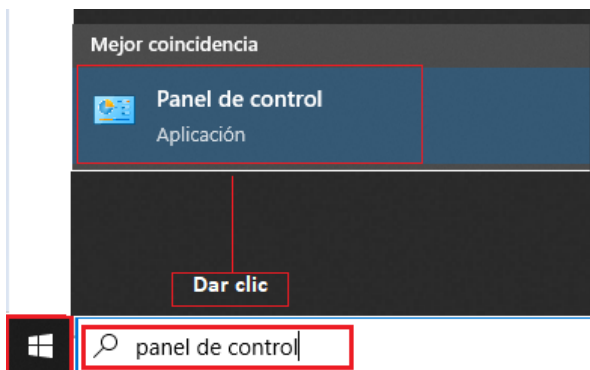 Mejor coincidencia
Panel de control
Aplicación
Dar clic
panel de control